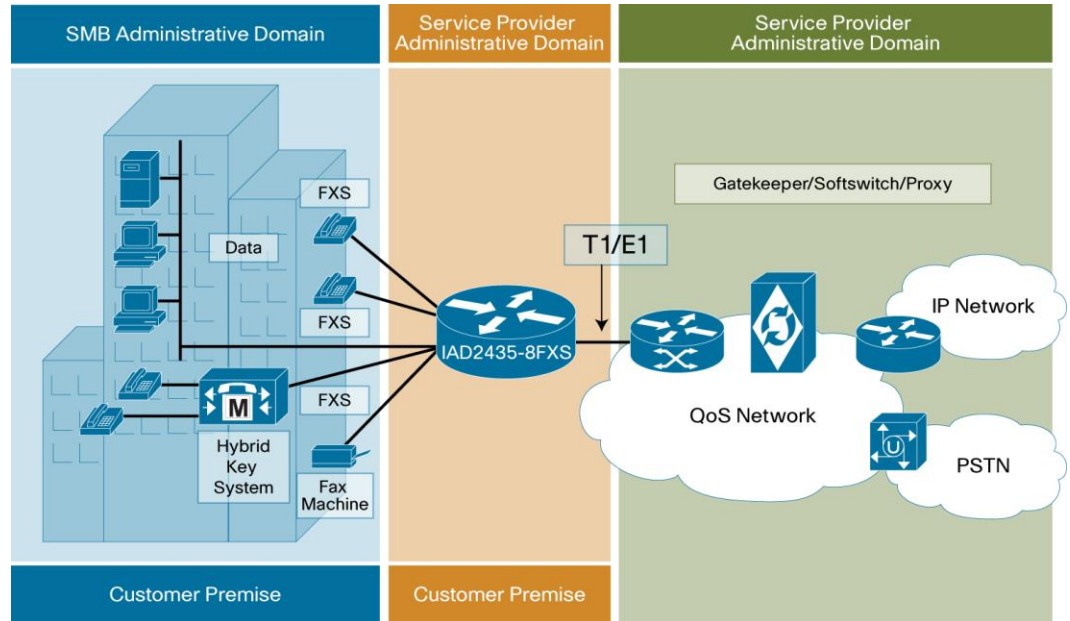 SMB Administrative Domain
Service Provider
Administrative Domain
Service Provider
Administrative Domain
FXS
Data
FXS
FXS
M
Hybrid
Key
System
Fax
Machine
T1/E1
IAD2435-8FXS
Gatekeeper/Softswitch/Proxy
IP Network
QoS Network
U
PSTN
Customer Premise
Customer Premise